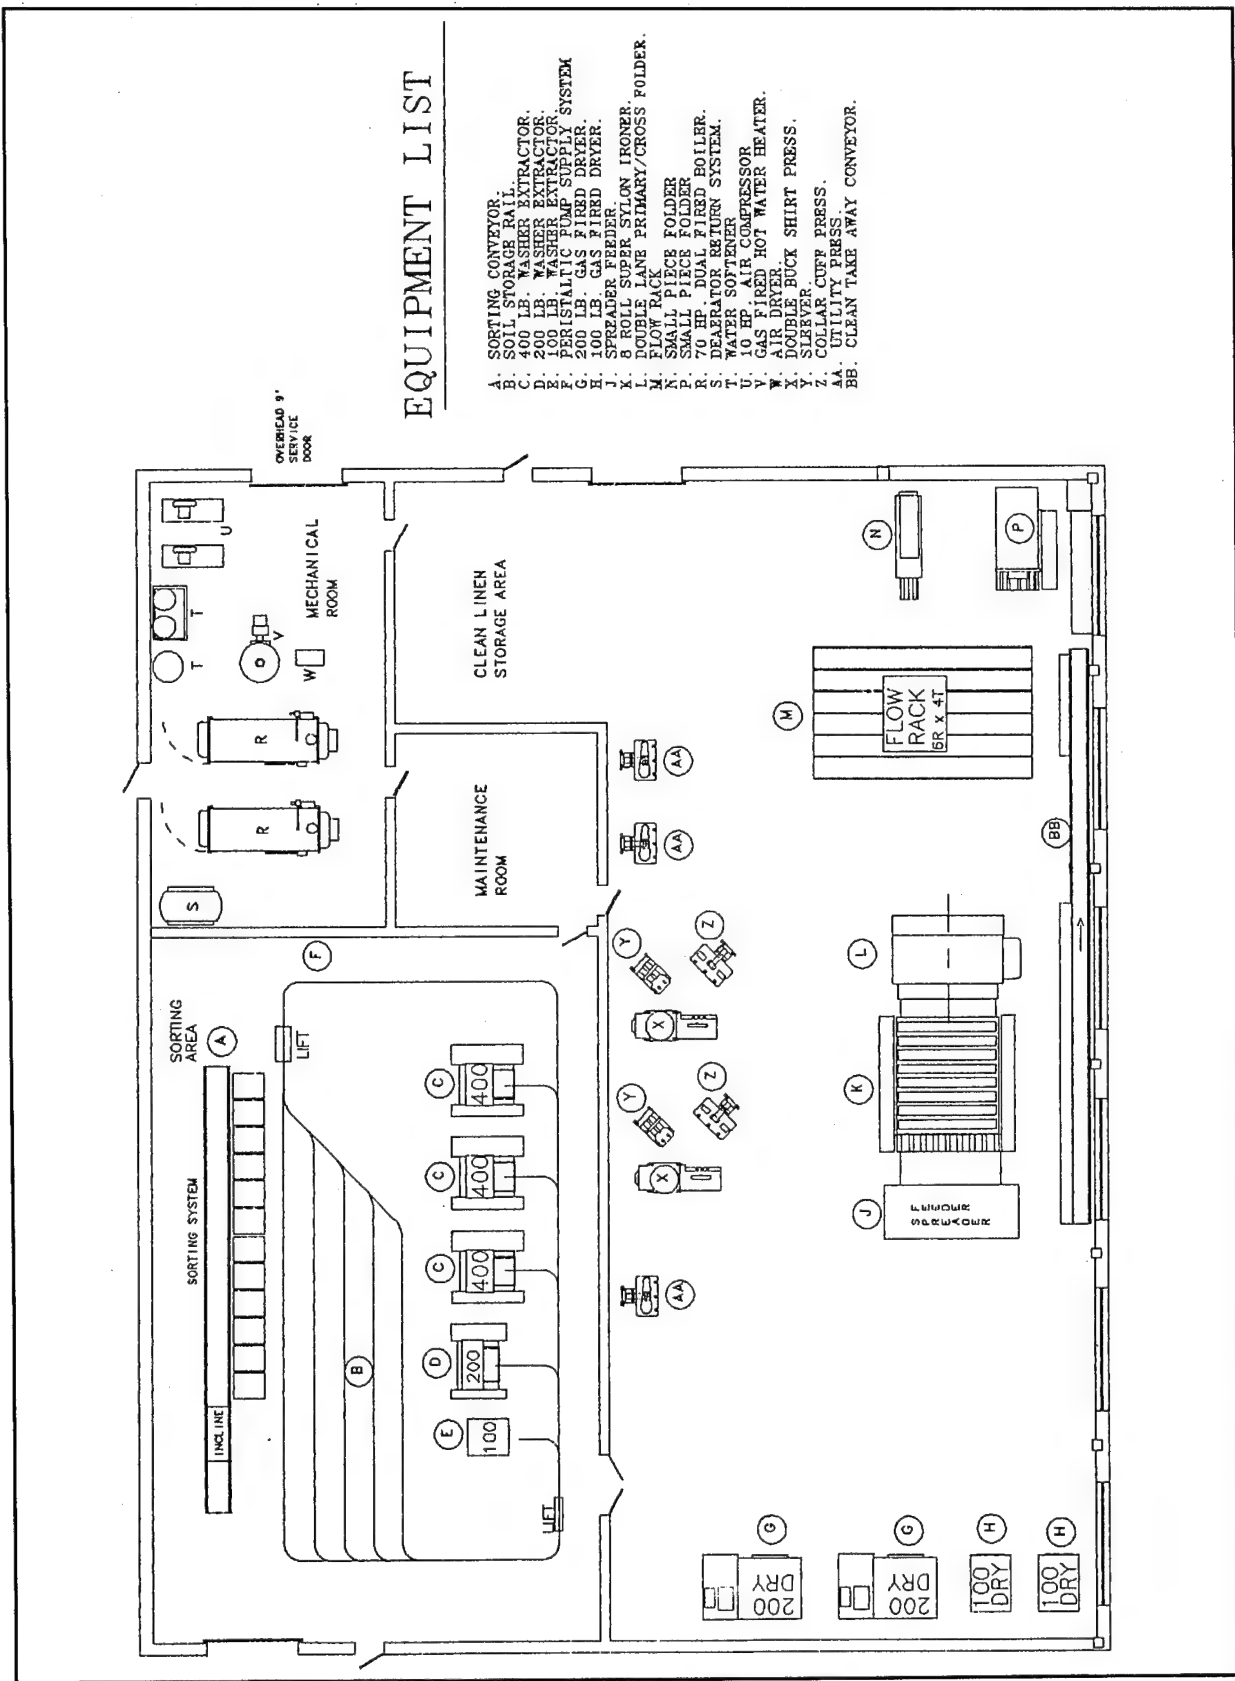 EQUIPMENT LIST
A. SORTING CONVEYOR.
B. SOIL STORAGE RAIL.
C. 400 LB. WASHER EXTRACTOR.
D. 200 LB. WASHER EXTRACTOR.
E. 100 LB. WASHER EXTRACTOR.
F. PERISTALTIC PUMP SUPPLY SYSTEM
G. 200 LB. GAS FIRED DRYER.
H. 100 LB. GAS FIRED DRYER.
J. SPREADER FEEDER.
K. 8 ROLL SUPER SYLON IRONER.
L. DOUBLE LANE PRIMARY/CROSS FOLDER.
M. FLOW RACK
N. SMALL PIECE FOLDER
P. SMALL PIECE FOLDER
R. 70 HP. DUAL FIRED BOILER.
S. DEAERATOR RETURN SYSTEM.
T. WATER SOFTENER
U. 10 HP. AIR COMPRESSOR
V. GAS FIRED HOT WATER HEATER.
W. AIR DRYER.
X. DOUBLE BUCK SHIRT PRESS.
Y. SLEEVER.
Z. COLLAR CUFF PRESS.
AA. UTILITY PRESS.
BB. CLEAN TAKE AWAY CONVEYOR.
OVERHEAD 9'
SERVICE
DOOR
U
T
T
V
W
MECHANICAL
ROOM
R
R
S
CLEAN LINEN
STORAGE AREA
MAINTENANCE
ROOM
F
SORTING
AREA
A
LIFT
SORTING SYSTEM
INCLINE
B
C
400
C
400
C
400
D
200
E
100
LIFT
N
P
M
FLOW
RACK
6R X 4T
AA
AA
BB
Z
Y
X
L
K
Z
Y
X
J
FEEDER
SPREADER
AA
G
200
DRY
G
200
DRY
H
100
DRY
H
100
DRY